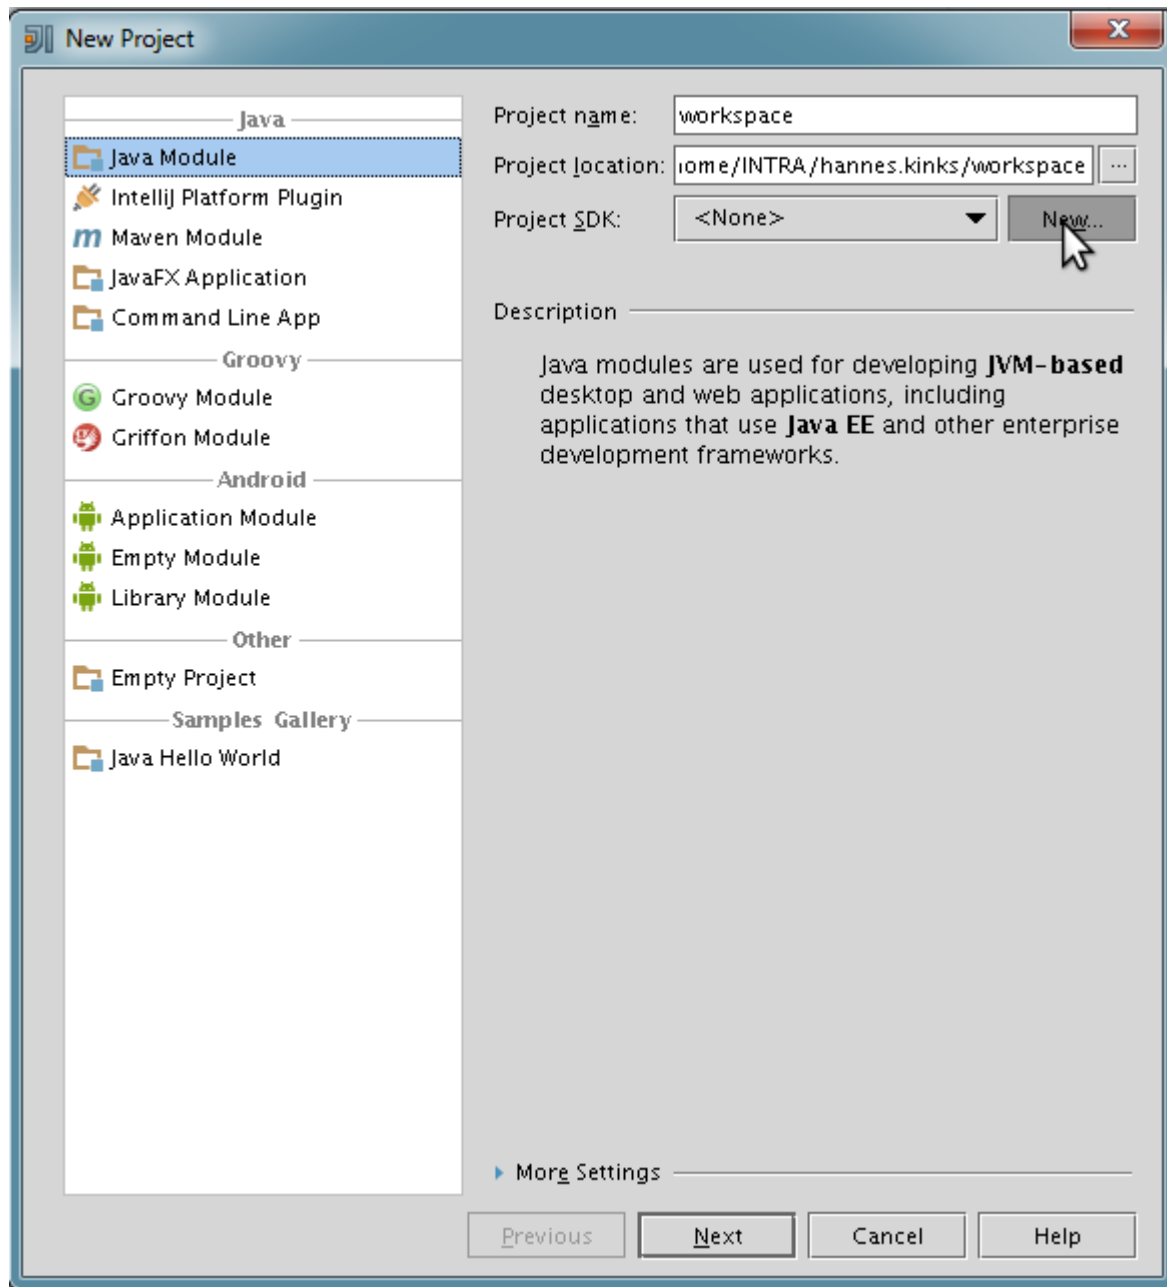 New Project
Java
Java Module
IntelliJ Platform Plugin
Maven Module
JavaFX Application
Command Line App
Groovy
Groovy Module
Griffon Module
Android
Application Module
Empty Module
Library Module
Other
Empty Project
Samples Gallery
Java Hello World
Project name: workspace
Project location: ome/INTRA/hannes.kinks/workspace ...
Project SDK: <None> New...
Description
Java modules are used for developing JVM-based
desktop and web applications, including
applications that use Java EE and other enterprise
development frameworks.
More Settings
Previous Next Cancel Help